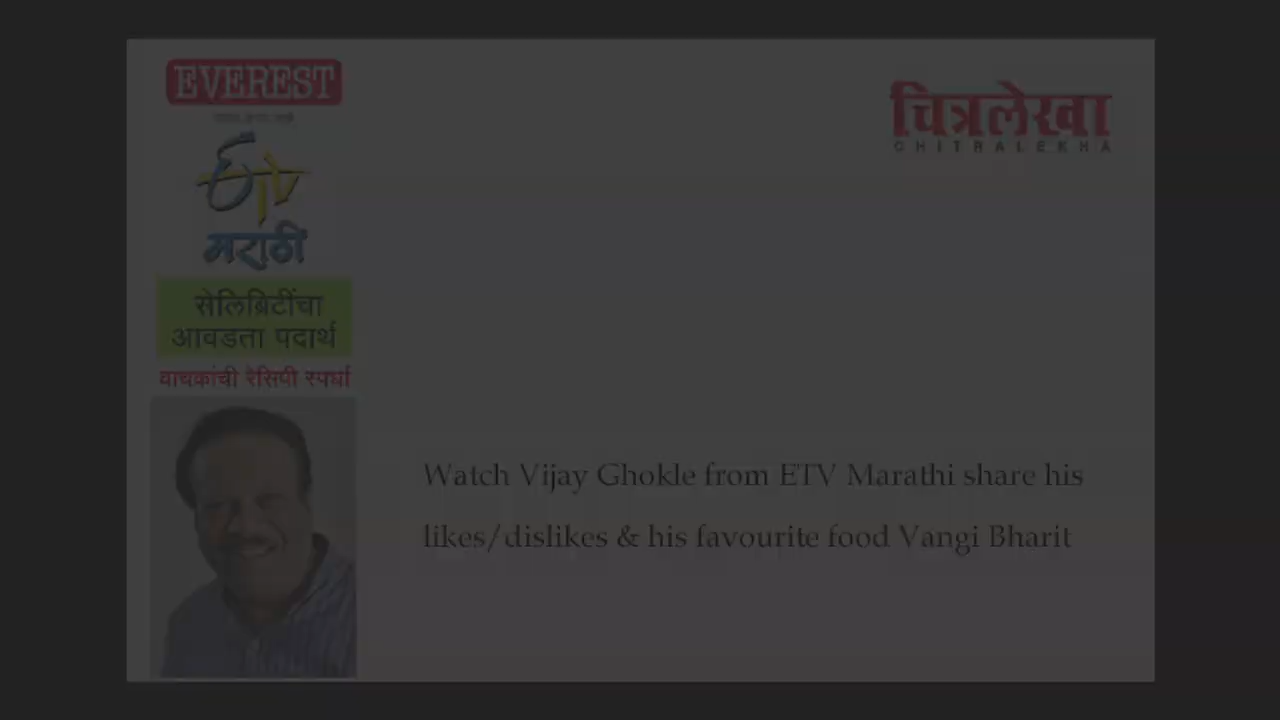 EVEREST
चित्रलेखा
CHITRALEKHA
ETV
मराठी
सेलिब्रिटींचा
आवडता पदार्थ
वाचकांची रेसिपी स्पर्धा
Watch Vijay Ghokle from ETV Marathi share his
likes/dislikes & his favourite food Vangi Bharit